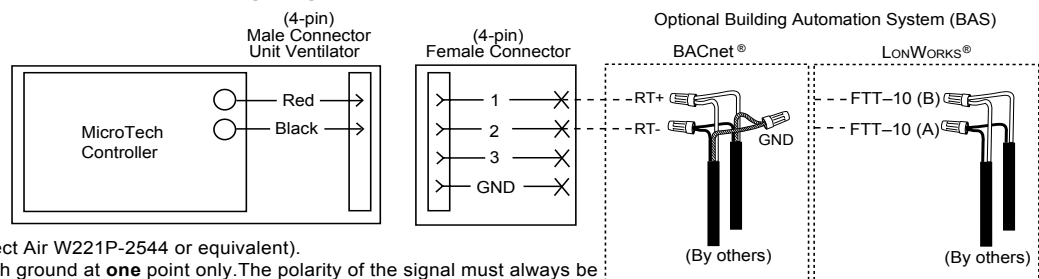 (4-pin)
Male Connector
Unit Ventilator
(4-pin)
Female Connector
Optional Building Automation System (BAS)
BACnet ®
LONWORKS®
MicroTech
Controller
Red
Black
1
2
3
GND
RT+
RT-
GND
(By others)
FTT–10 (B)
FTT–10 (A)
(By others)
ect Air W221P-2544 or equivalent).
h ground at one point only.The polarity of the signal must always be